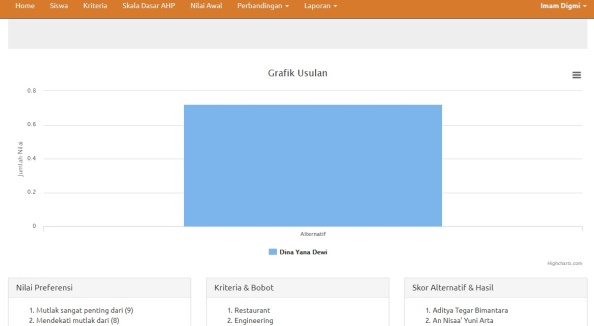 Home Siswa Kriteria Skala Dasar AHP Nilai Awal Perbandingan Laporan Imam Digmi
Grafik Usulan
0.8
0.6
0.4
0.2
0
Jumlah Nilai
Alternatif
Dina Yana Dewi
Highcharts.com
Nilai Preferensi
1. Mutlak sangat penting dari (9)
2. Mendekati mutlak dari (8)
Kriteria & Bobot
1. Restaurant
2. Engineering
Skor Alternatif & Hasil
1. Aditya Tegar Bimantara
2. An Nisaa' Yuni Arta